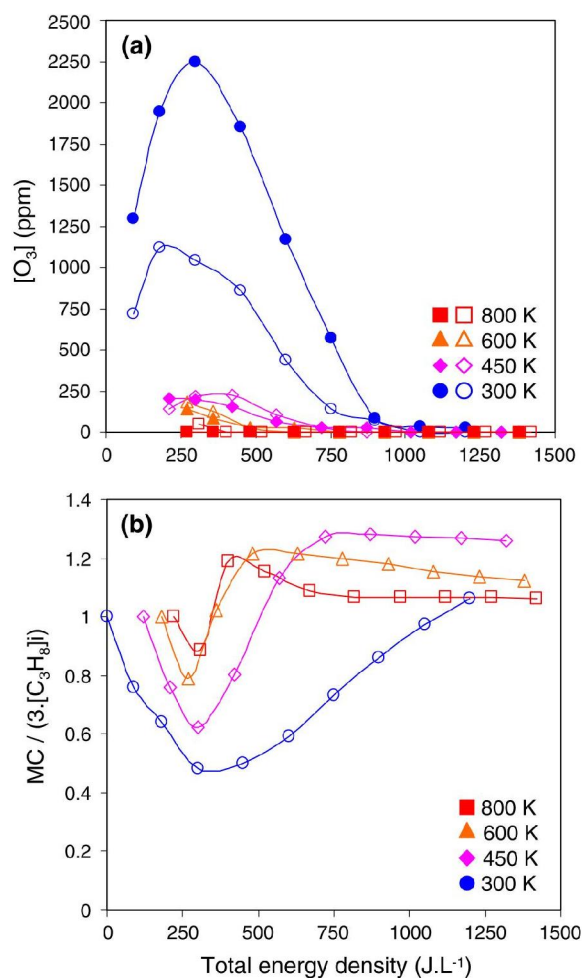 (a)
[O₃] (ppm)
2500
2250
2000
1750
1500
1250
1000
750
500
250
0
800 K
600 K
450 K
300 K
0 250 500 750 1000 1250 1500
(b)
MC / (3.[C₃H₈]i)
1.4
1.2
1
0.8
0.6
0.4
0.2
0
800 K
600 K
450 K
300 K
0 250 500 750 1000 1250 1500
Total energy density (J.L⁻¹)